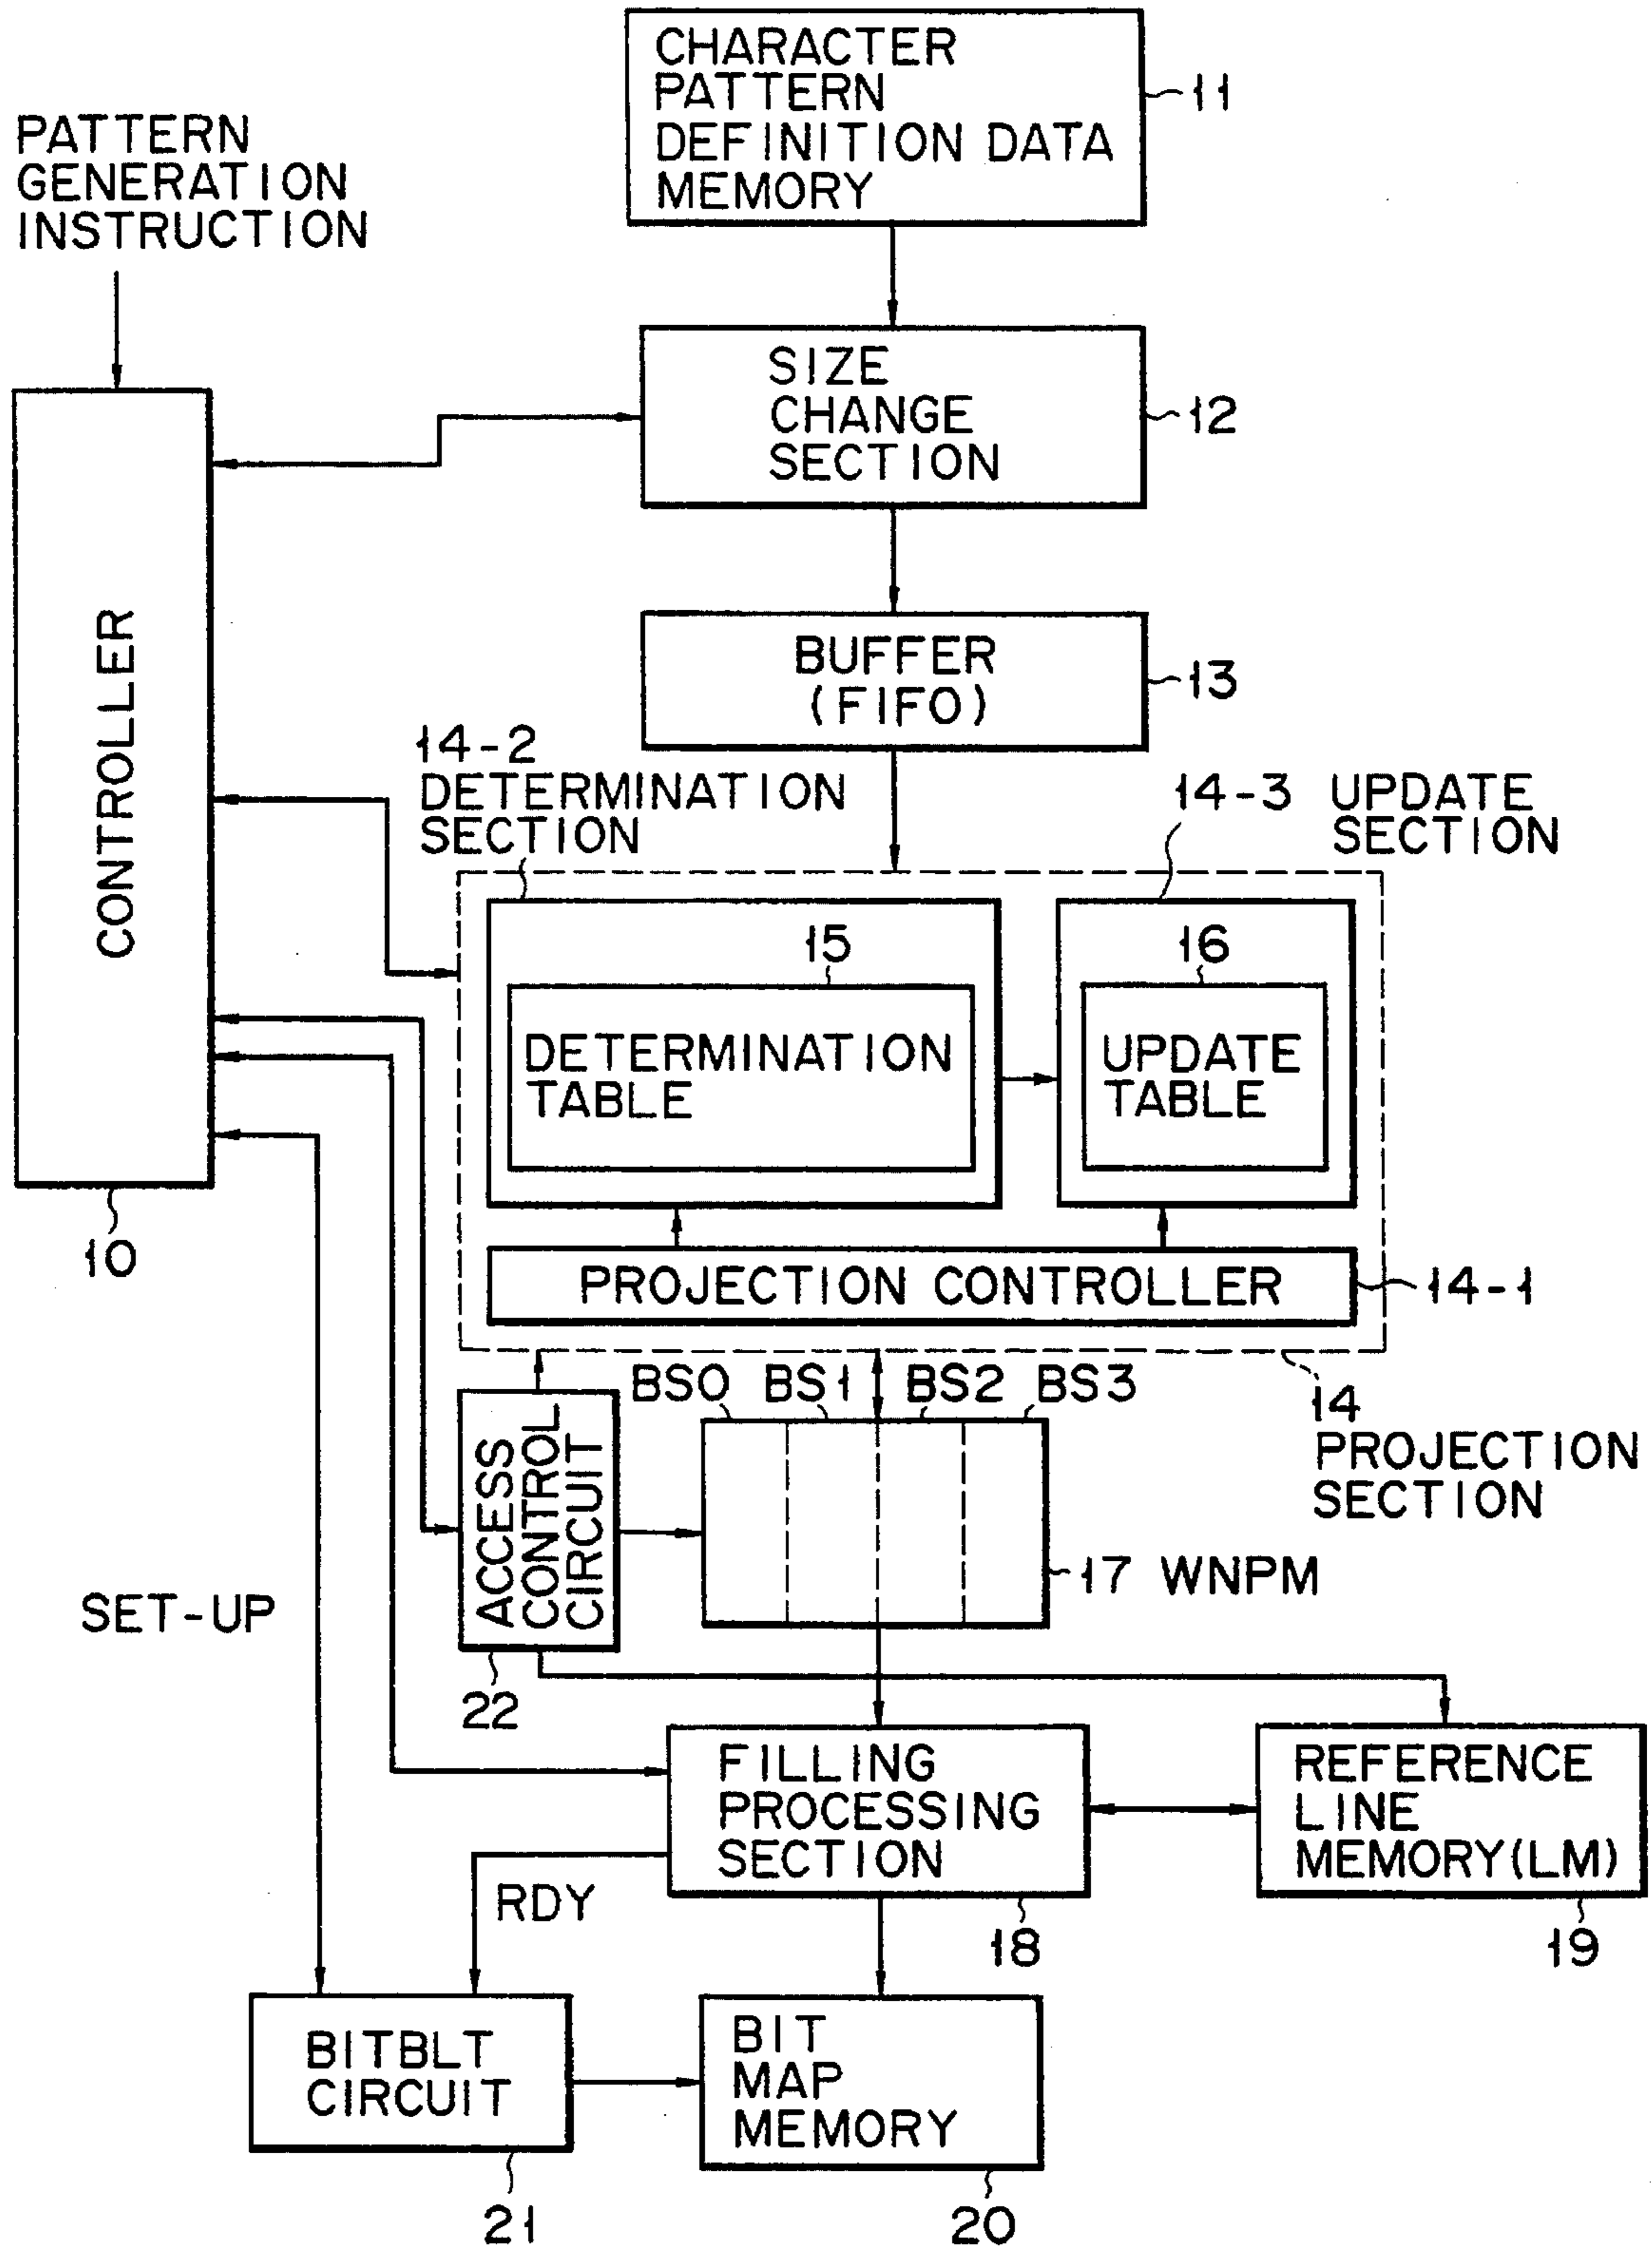 CHARACTER
PATTERN
DEFINITION DATA
MEMORY
11
PATTERN
GENERATION
INSTRUCTION
SIZE
CHANGE
SECTION
12
CONTROLLER
10
BUFFER
(FIFO)
13
14-2
DETERMINATION
SECTION
14-3 UPDATE
SECTION
15
DETERMINATION
TABLE
16
UPDATE
TABLE
PROJECTION CONTROLLER
14-1
BS0 BS1 BS2 BS3
14
PROJECTION
SECTION
ACCESS
CONTROL
CIRCUIT
22
17 WNPM
SET-UP
FILLING
PROCESSING
SECTION
18
REFERENCE
LINE
MEMORY(LM)
19
RDY
BITBLT
CIRCUIT
21
BIT
MAP
MEMORY
20